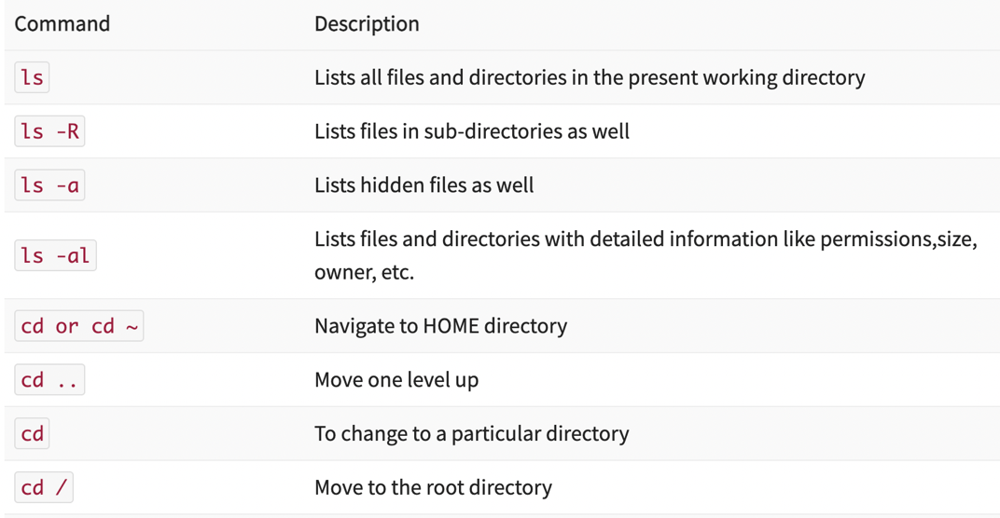 Command Description
ls Lists all files and directories in the present working directory
ls -R Lists files in sub-directories as well
ls -a Lists hidden files as well
ls -al Lists files and directories with detailed information like permissions,size,
owner, etc.
cd or cd ~ Navigate to HOME directory
cd .. Move one level up
cd To change to a particular directory
cd / Move to the root directory